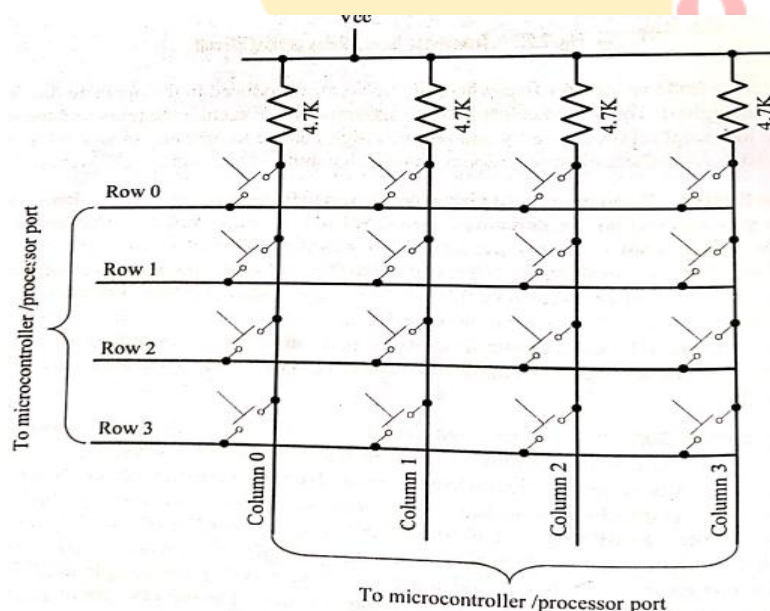 Vcc
4.7K
4.7K
4.7K
4.7K
Row 0
Row 1
Row 2
Row 3
To microcontroller /processor port
Column 0
Column 1
Column 2
Column 3
To microcontroller /processor port